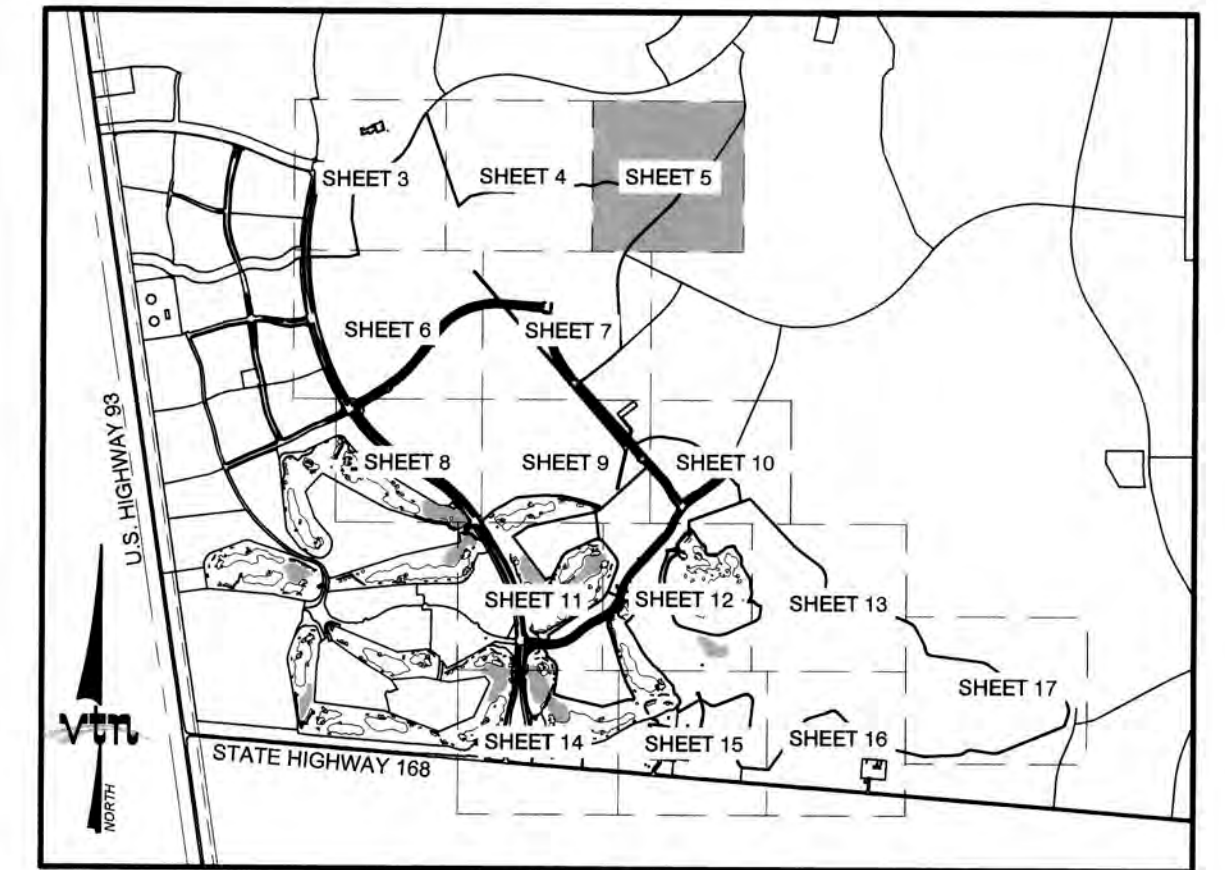 SHEET 3
SHEET 4
SHEET 5
SHEET 6
SHEET 7
SHEET 8
SHEET 9
SHEET 10
SHEET 11
SHEET 12
SHEET 13
SHEET 14
SHEET 15
SHEET 16
SHEET 17
U.S. HIGHWAY 93
STATE HIGHWAY 168
vtn
NORTH